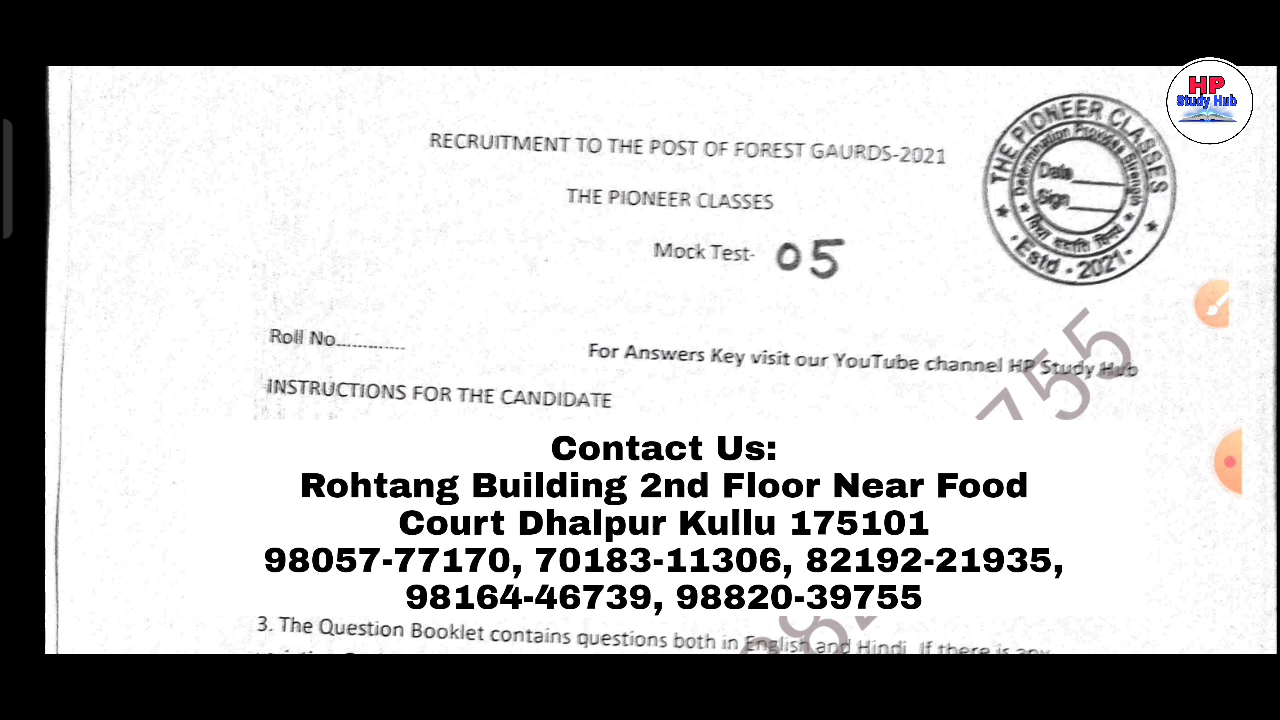 HP
Study Hub
RECRUITMENT TO THE POST OF FOREST GAURDS-2021
THE PIONEER CLASSES
Mock Test- 05
THE PIONEER CLASSES
Determination Provides Strength
Date
Sign
Estd - 2021
Roll No.............
For Answers Key visit our YouTube channel HP Study Hub
INSTRUCTIONS FOR THE CANDIDATE
755
Contact Us:
Rohtang Building 2nd Floor Near Food
Court Dhalpur Kullu 175101
98057-77170, 70183-11306, 82192-21935,
98164-46739, 98820-39755
3. The Question Booklet contains questions both in English and Hindi. If there is any